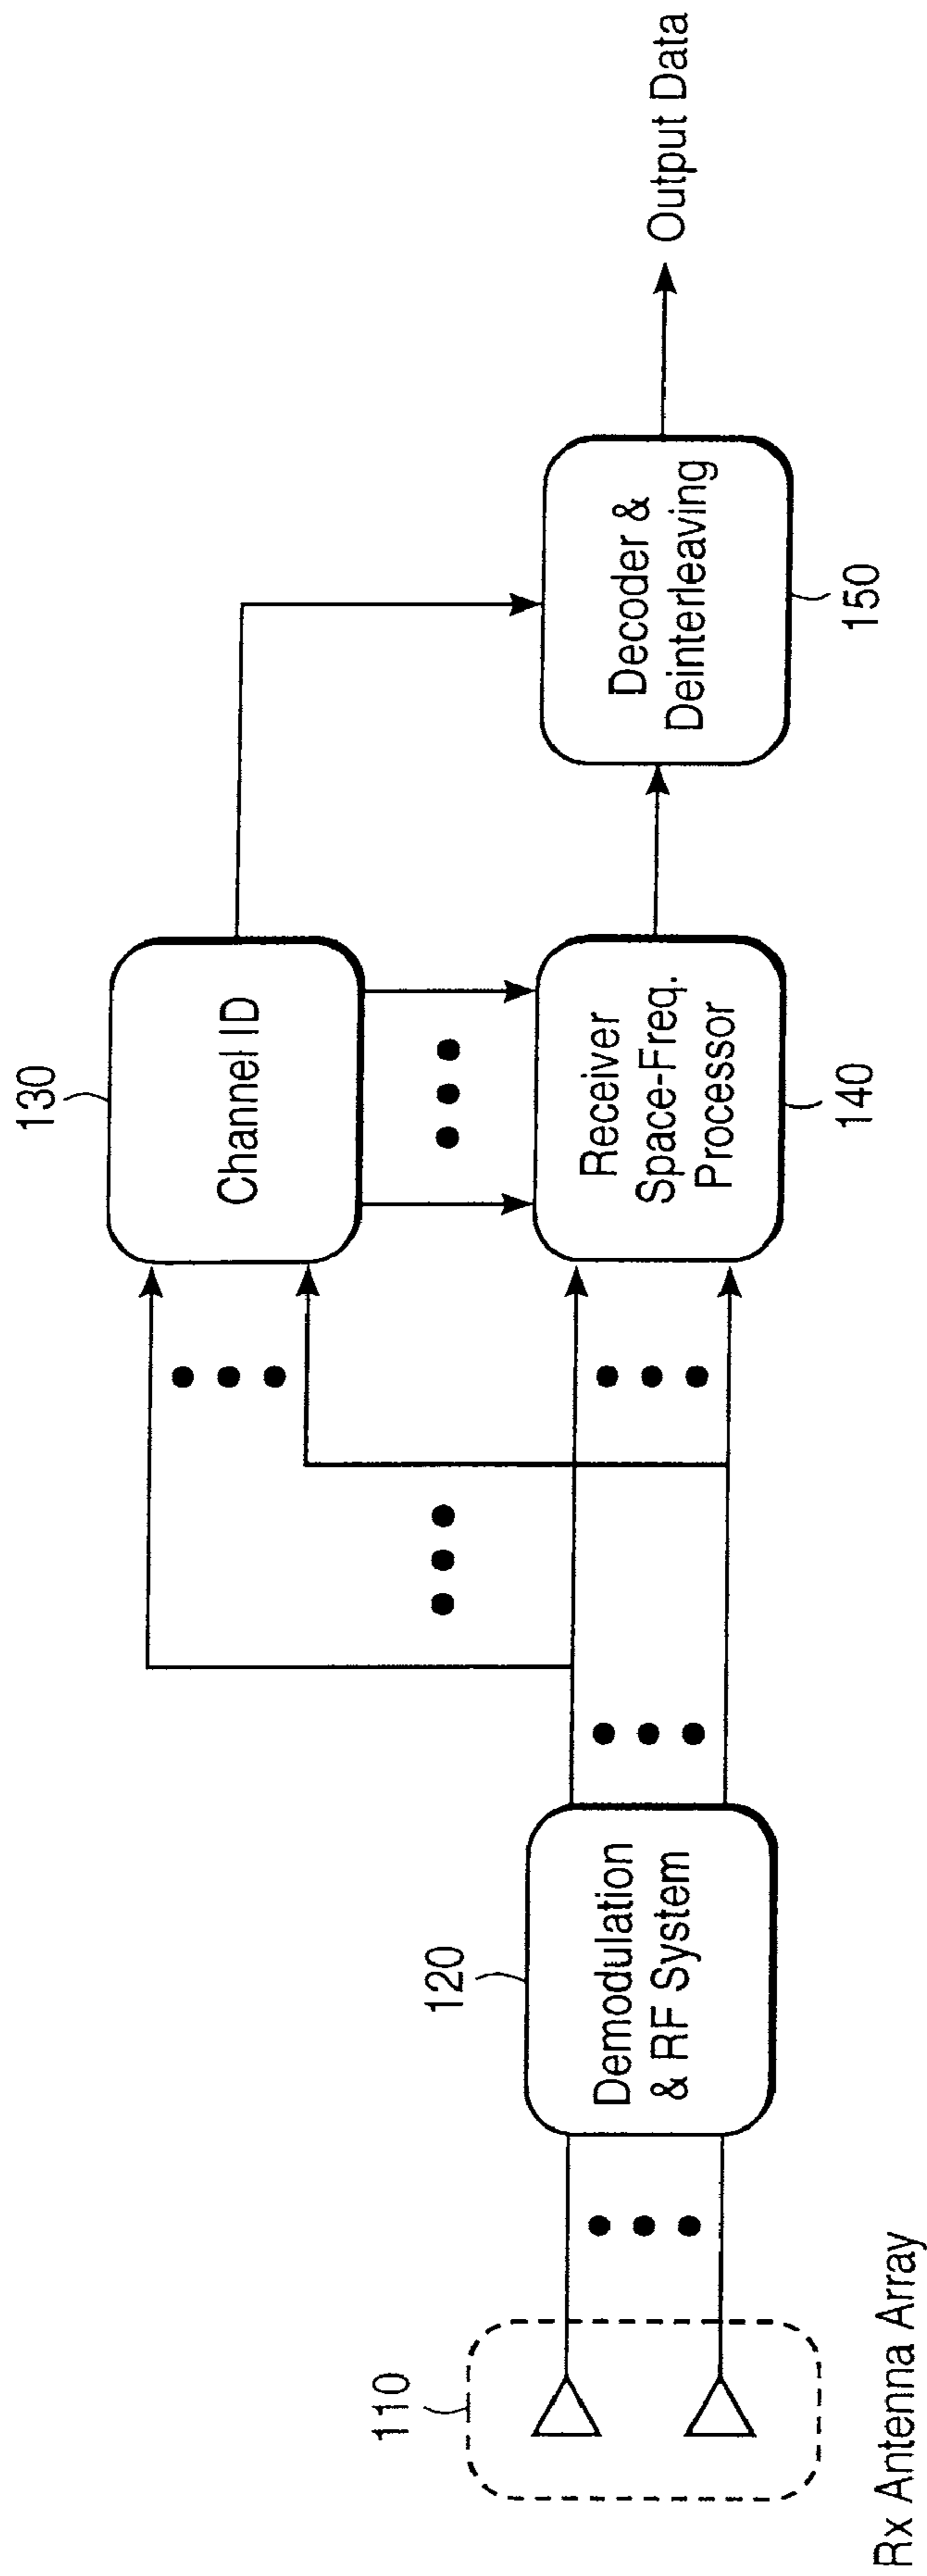 Rx Antenna Array
110
120
Demodulation
& RF System
130
Channel ID
Receiver
Space-Freq.
Processor
140
Decoder &
Deinterleaving
150
Output Data